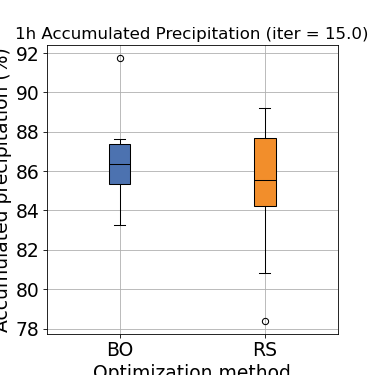 1h Accumulated Precipitation (iter = 15.0)
Accumulated precipitation (%)
92
90
88
86
84
82
80
78
BO RS
Optimization method